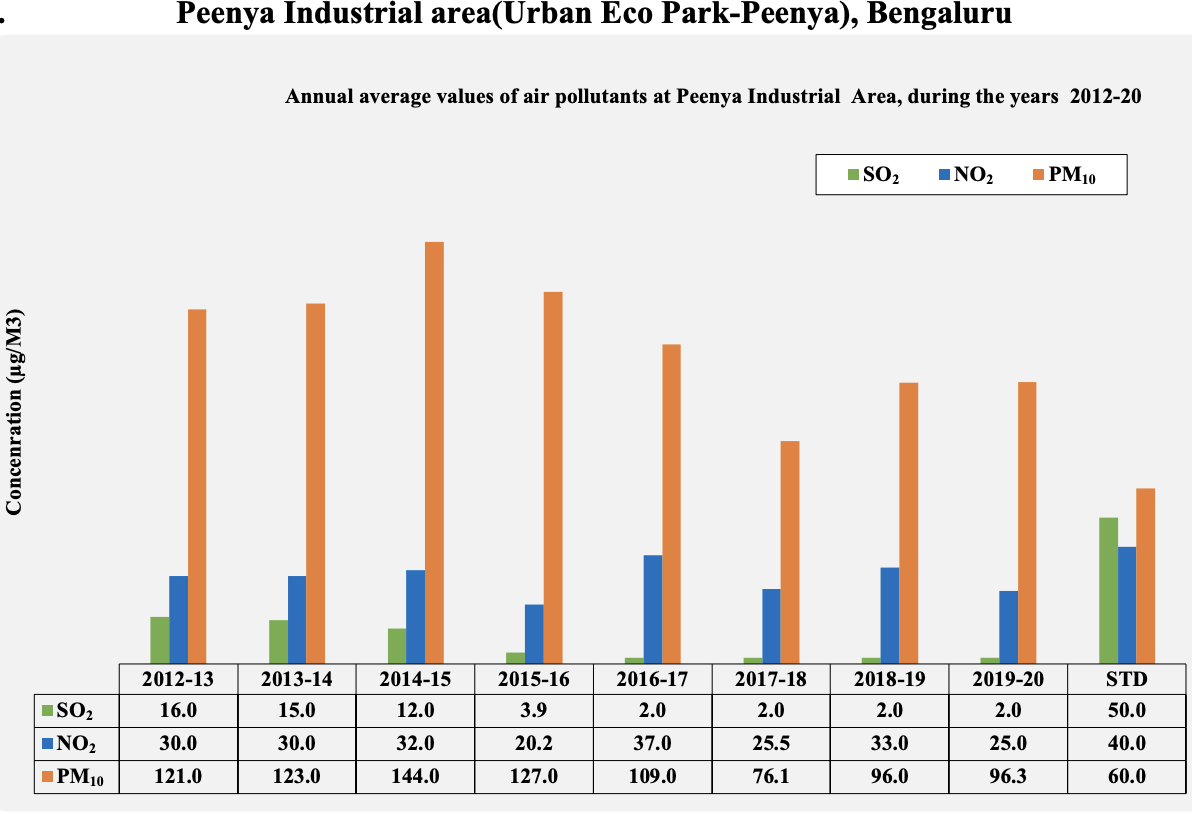 . Peenya Industrial area(Urban Eco Park-Peenya), Bengaluru
Annual average values of air pollutants at Peenya Industrial Area, during the years 2012-20
SO₂ NO₂ PM₁₀
Concenration (µg/M3)
2012-13 2013-14 2014-15 2015-16 2016-17 2017-18 2018-19 2019-20 STD
SO₂ 16.0 15.0 12.0 3.9 2.0 2.0 2.0 2.0 50.0
NO₂ 30.0 30.0 32.0 20.2 37.0 25.5 33.0 25.0 40.0
PM₁₀ 121.0 123.0 144.0 127.0 109.0 76.1 96.0 96.3 60.0